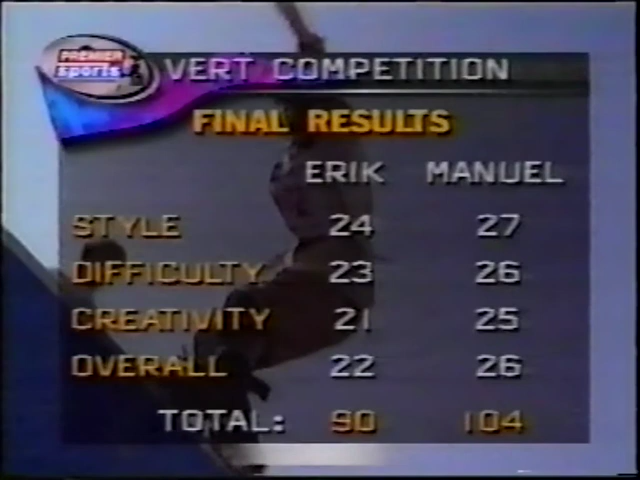 PREMIER
sports
VERT COMPETITION
FINAL RESULTS
ERIK MANUEL
STYLE 24 27
DIFFICULTY 23 26
CREATIVITY 21 25
OVERALL 22 26
TOTAL: 90 104